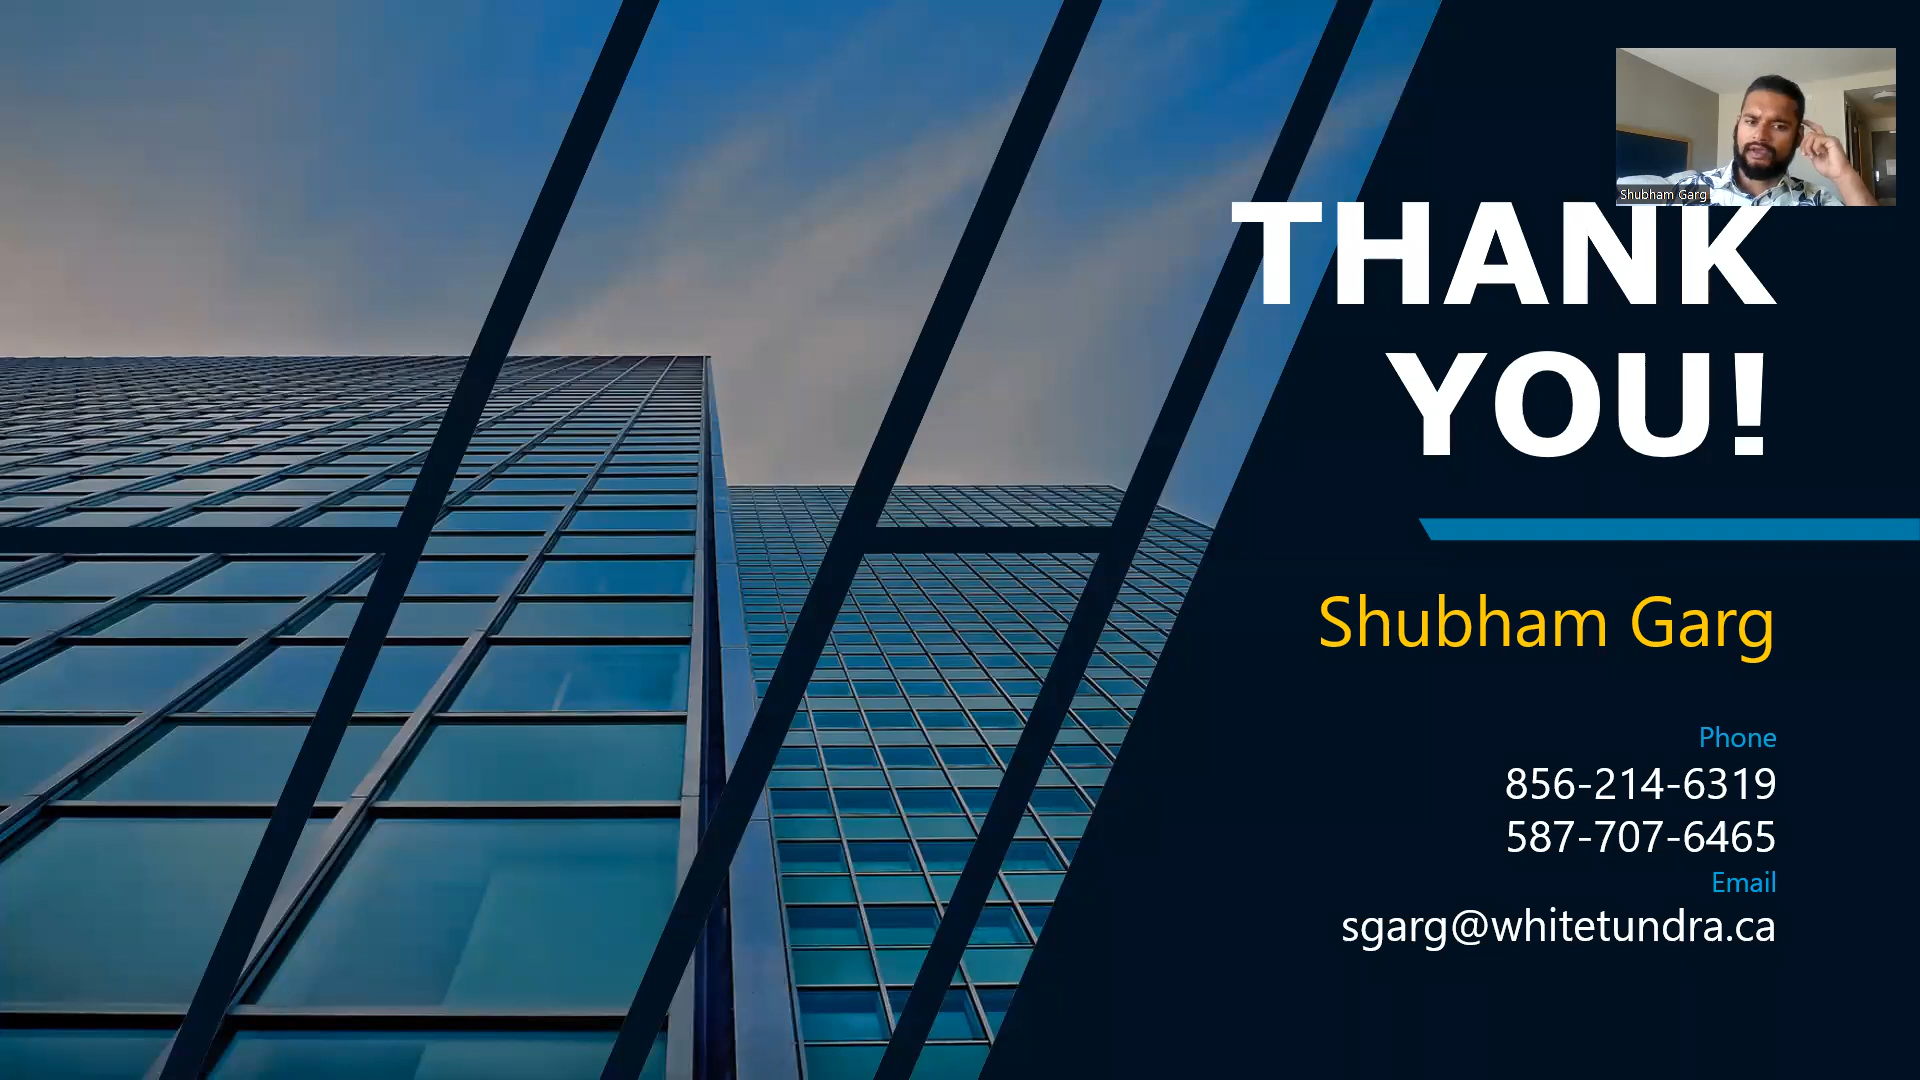 Shubham Garg
THANK
YOU!
Shubham Garg
Phone
856-214-6319
587-707-6465
Email
sgarg@whitetundra.ca